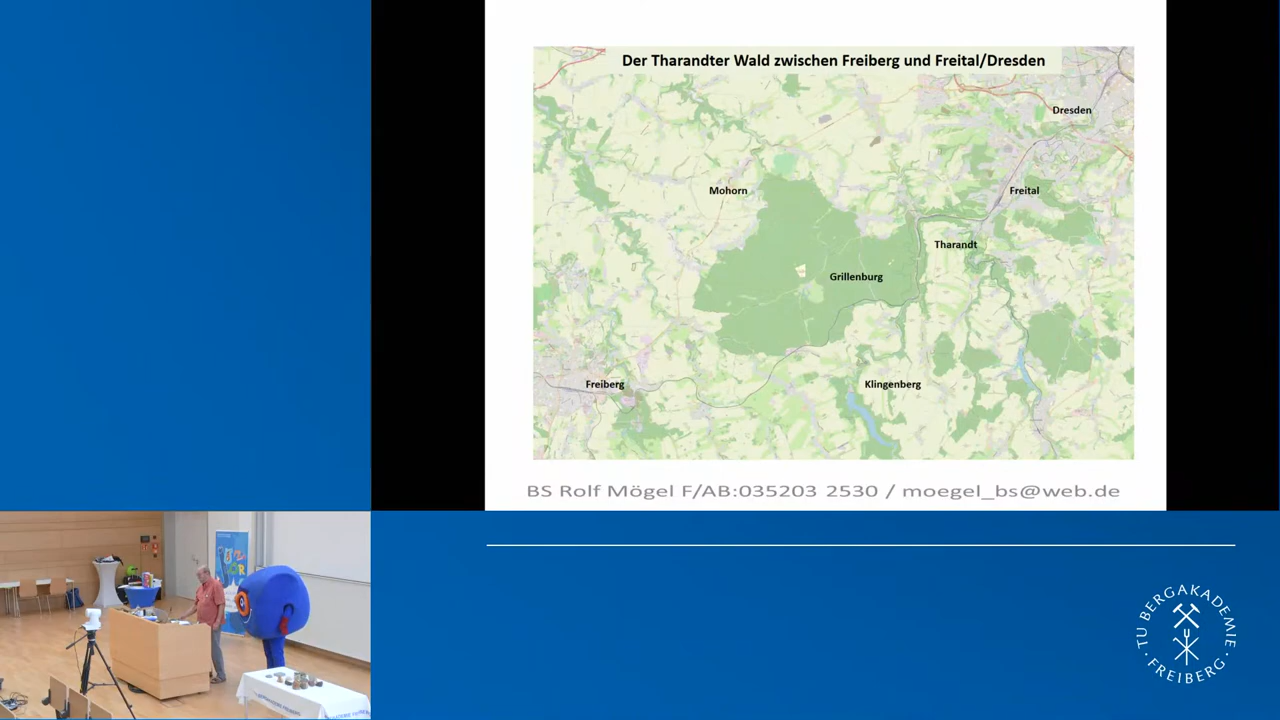 Der Tharandter Wald zwischen Freiberg und Freital/Dresden
Dresden
Mohorn
Freital
Tharandt
Grillenburg
Freiberg
Klingenberg
BS Rolf Mögel F/AB:035203 2530 / moegel_bs@web.de
TU BERGAKADEMIE
· FREIBERG ·